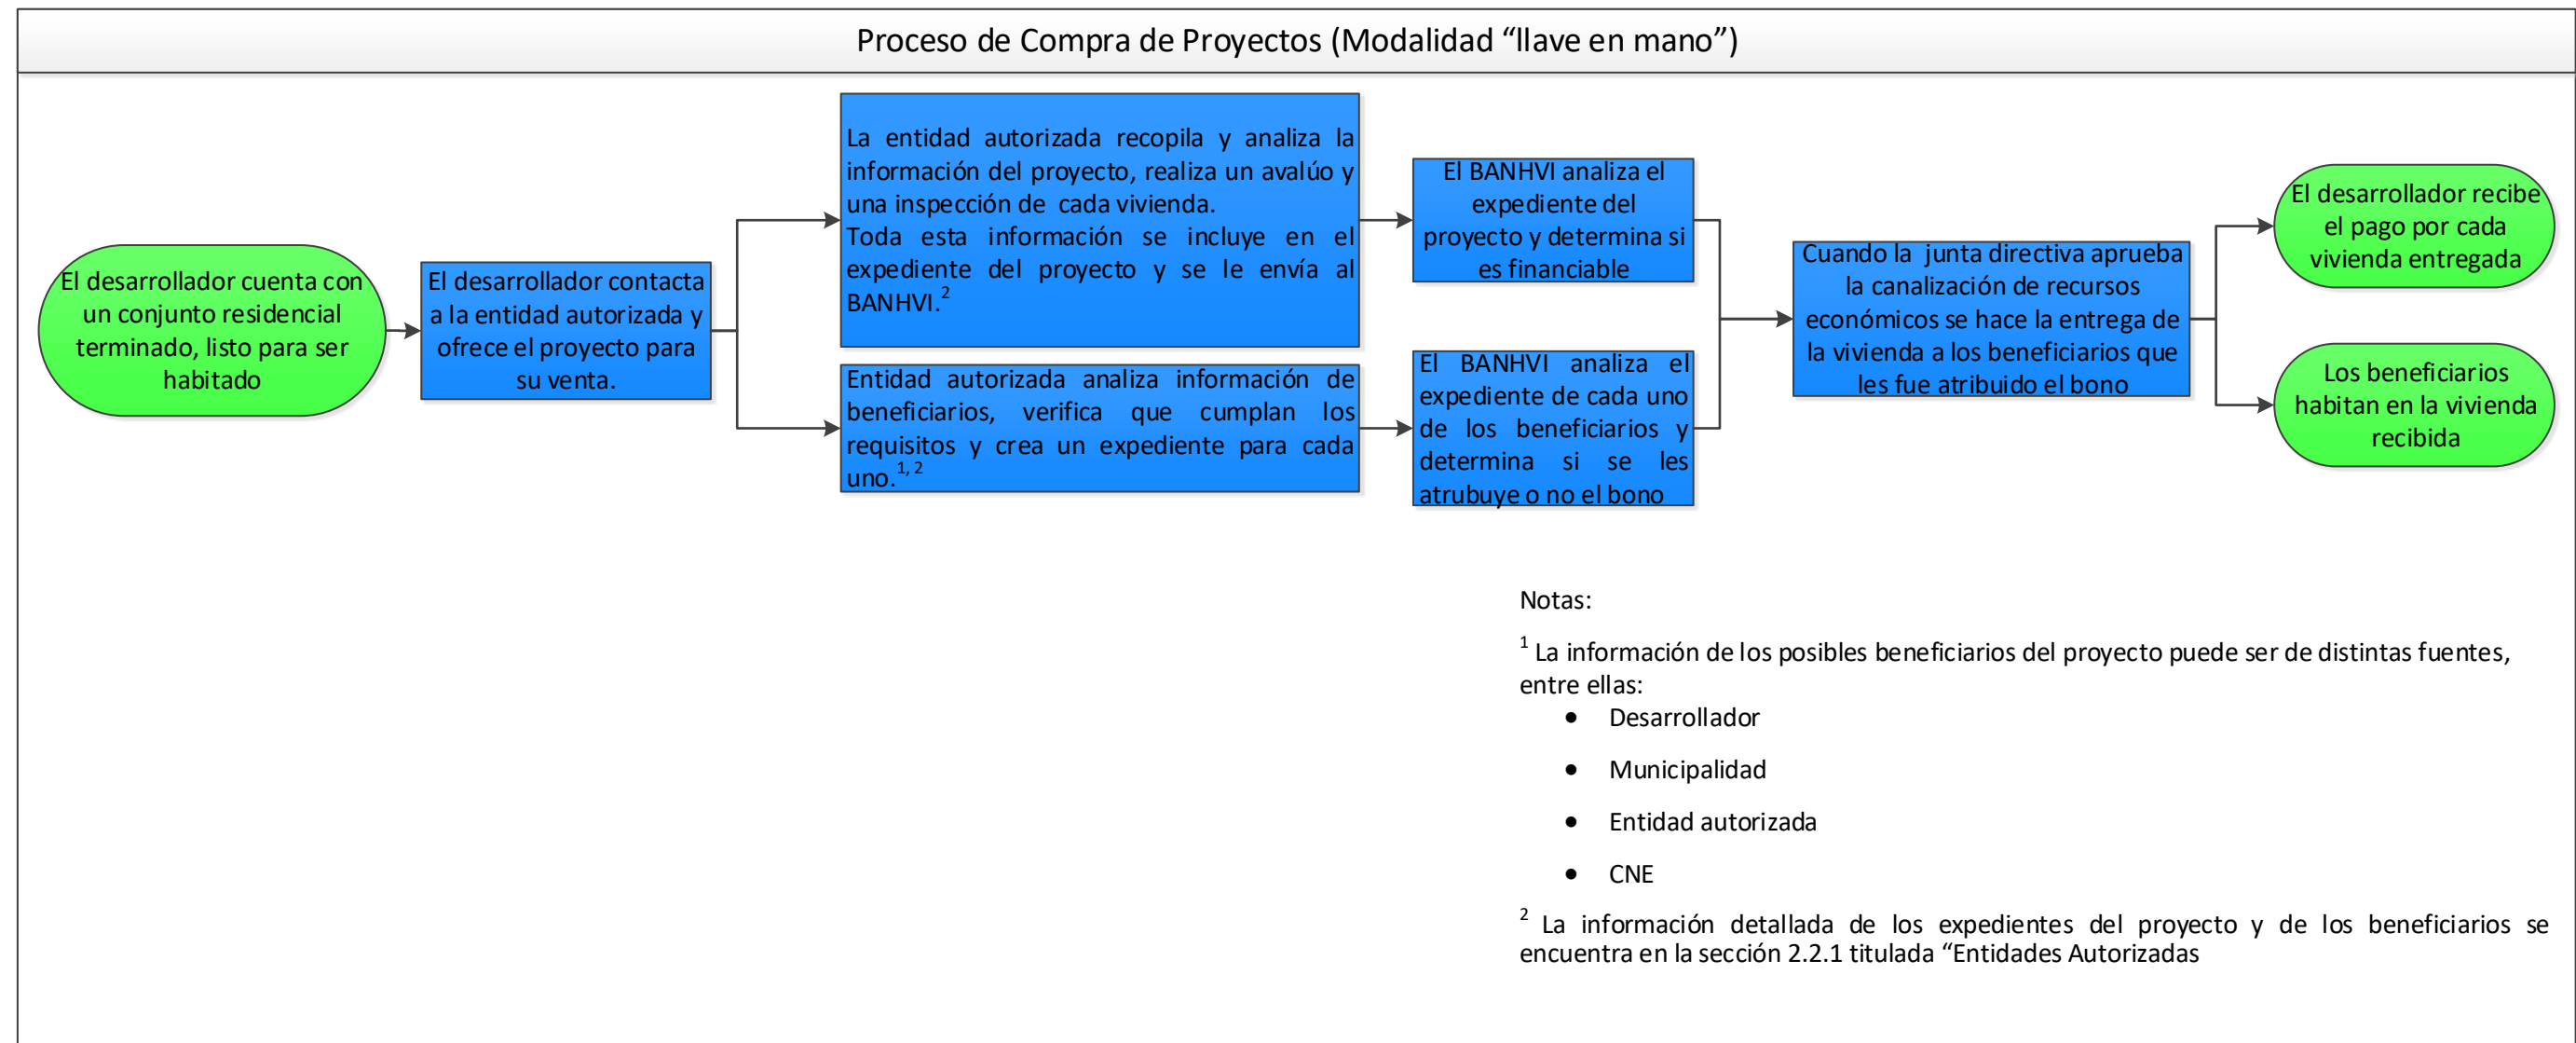 Proceso de Compra de Proyectos (Modalidad “llave en mano”)
El desarrollador cuenta con
un conjunto residencial
terminado, listo para ser
habitado
El desarrollador contacta
a la entidad autorizada y
ofrece el proyecto para
su venta.
La entidad autorizada recopila y analiza la
información del proyecto, realiza un avalúo y
una inspección de cada vivienda.
Toda esta información se incluye en el
expediente del proyecto y se le envía al
BANHVI.2
Entidad autorizada analiza información de
beneficiarios, verifica que cumplan los
requisitos y crea un expediente para cada
uno.1, 2
El BANHVI analiza el
expediente del
proyecto y determina si
es financiable
El BANHVI analiza el
expediente de cada uno
de los beneficiarios y
determina si se les
atrubuye o no el bono
Cuando la junta directiva aprueba
la canalización de recursos
económicos se hace la entrega de
la vivienda a los beneficiarios que
les fue atribuido el bono
El desarrollador recibe
el pago por cada
vivienda entregada
Los beneficiarios
habitan en la vivienda
recibida
Notas:
1 La información de los posibles beneficiarios del proyecto puede ser de distintas fuentes,
entre ellas:
• Desarrollador
• Municipalidad
• Entidad autorizada
• CNE
2 La información detallada de los expedientes del proyecto y de los beneficiarios se
encuentra en la sección 2.2.1 titulada “Entidades Autorizadas